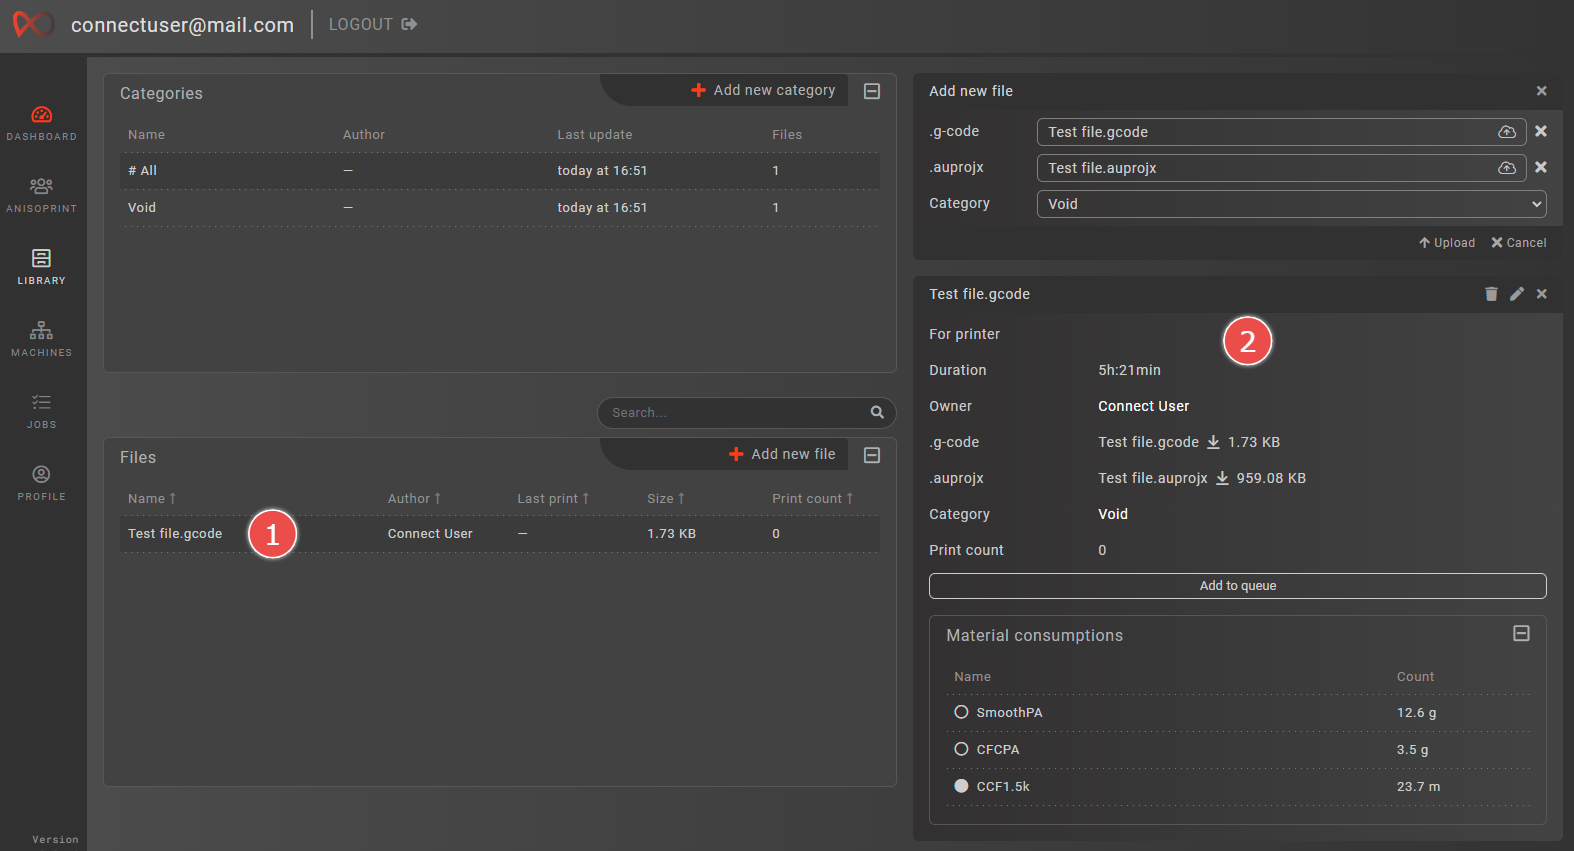 connectuser@mail.com LOGOUT
DASHBOARD
ANISOPRINT
LIBRARY
MACHINES
JOBS
PROFILE
Version
Categories Add new category
Name Author Last update Files
# All — today at 16:51 1
Void — today at 16:51 1
Search...
Files Add new file
Name ↑ Author ↑ Last print ↑ Size ↑ Print count ↑
Test file.gcode 1 Connect User — 1.73 KB 0
Add new file
.g-code Test file.gcode
.auprojx Test file.auprojx
Category Void
Upload Cancel
Test file.gcode
For printer 2
Duration 5h:21min
Owner Connect User
.g-code Test file.gcode 1.73 KB
.auprojx Test file.auprojx 959.08 KB
Category Void
Print count 0
Add to queue
Material consumptions
Name Count
SmoothPA 12.6 g
CFCPA 3.5 g
CCF1.5k 23.7 m